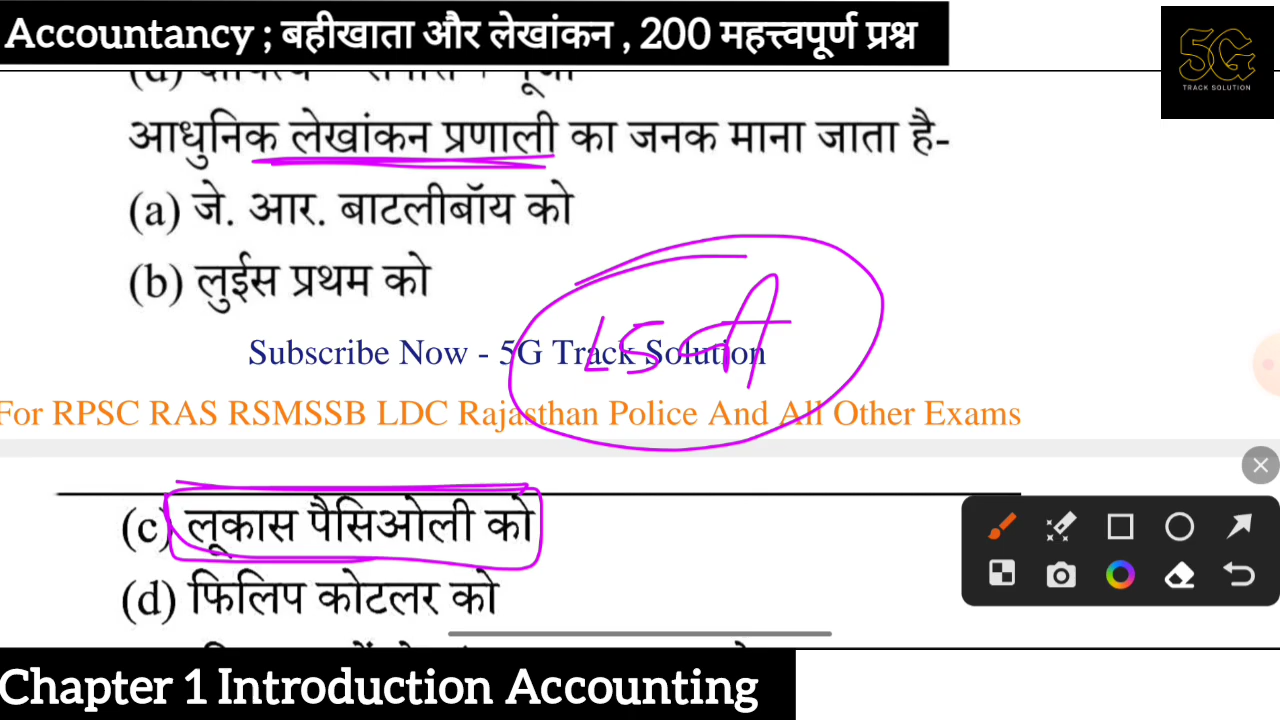 Accountancy ; बहीखाता और लेखांकन , 200 महत्त्वपूर्ण प्रश्न
5G
TRACK SOLUTION
आधुनिक लेखांकन प्रणाली का जनक माना जाता है-
(a) जे. आर. बाटलीबॉय को
(b) लुईस प्रथम को
Subscribe Now - 5G Track Solution
For RPSC RAS RSMSSB LDC Rajasthan Police And All Other Exams
(c) लूकास पैसिओली को
(d) फिलिप कोटलर को
Chapter 1 Introduction Accounting